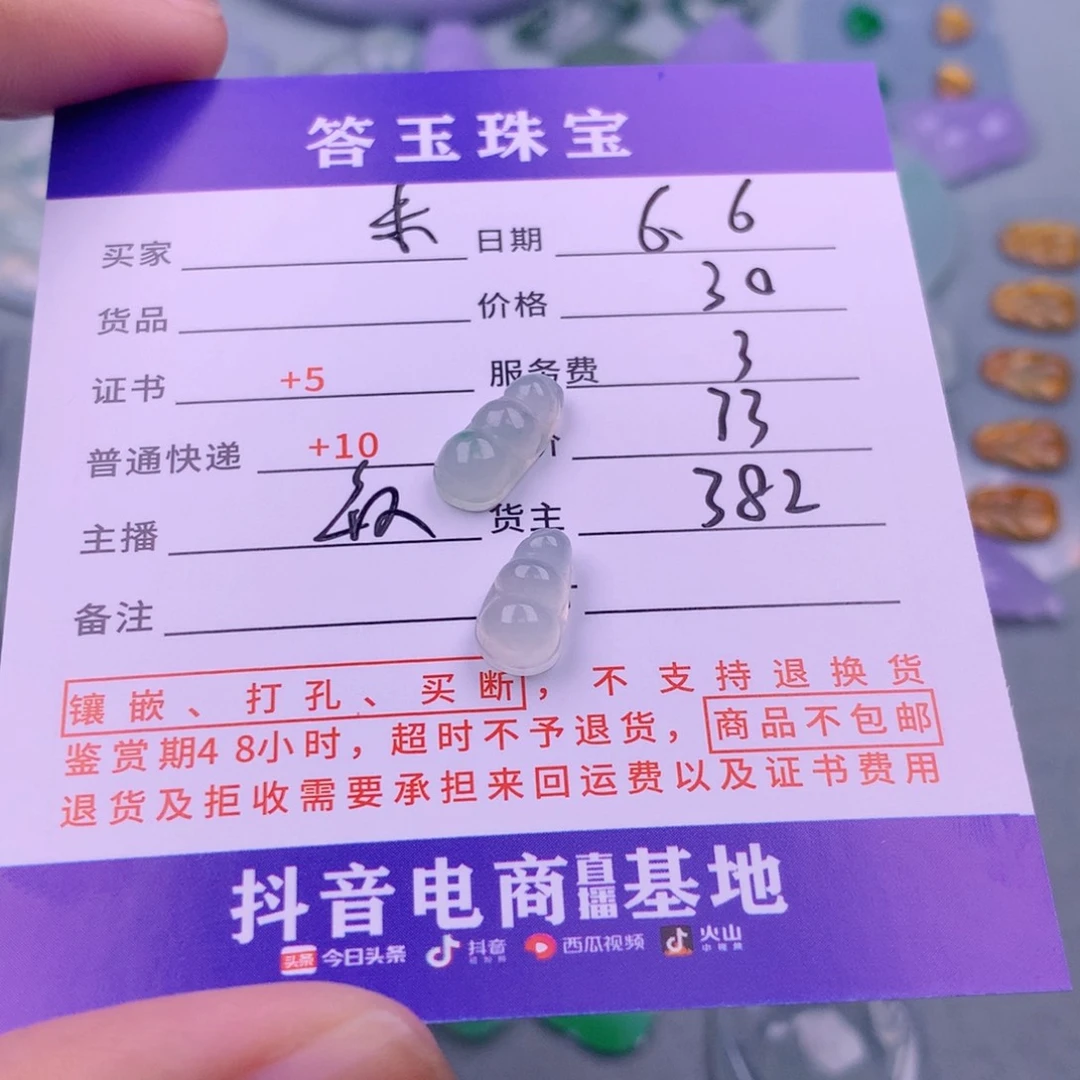 答玉珠宝
买家 朱 日期 6.6
货品 价格 30
证书 +5 服务费 3
普通快递 +10 价 73
主播 敏 货主 382
备注
镶嵌、打孔、买断，不支持退换货
鉴赏期4 8小时，超时不予退货，商品不包邮
退货及拒收需要承担来回运费以及证书费用
抖音电商直播基地
头条 今日头条 抖音 西瓜视频 火山